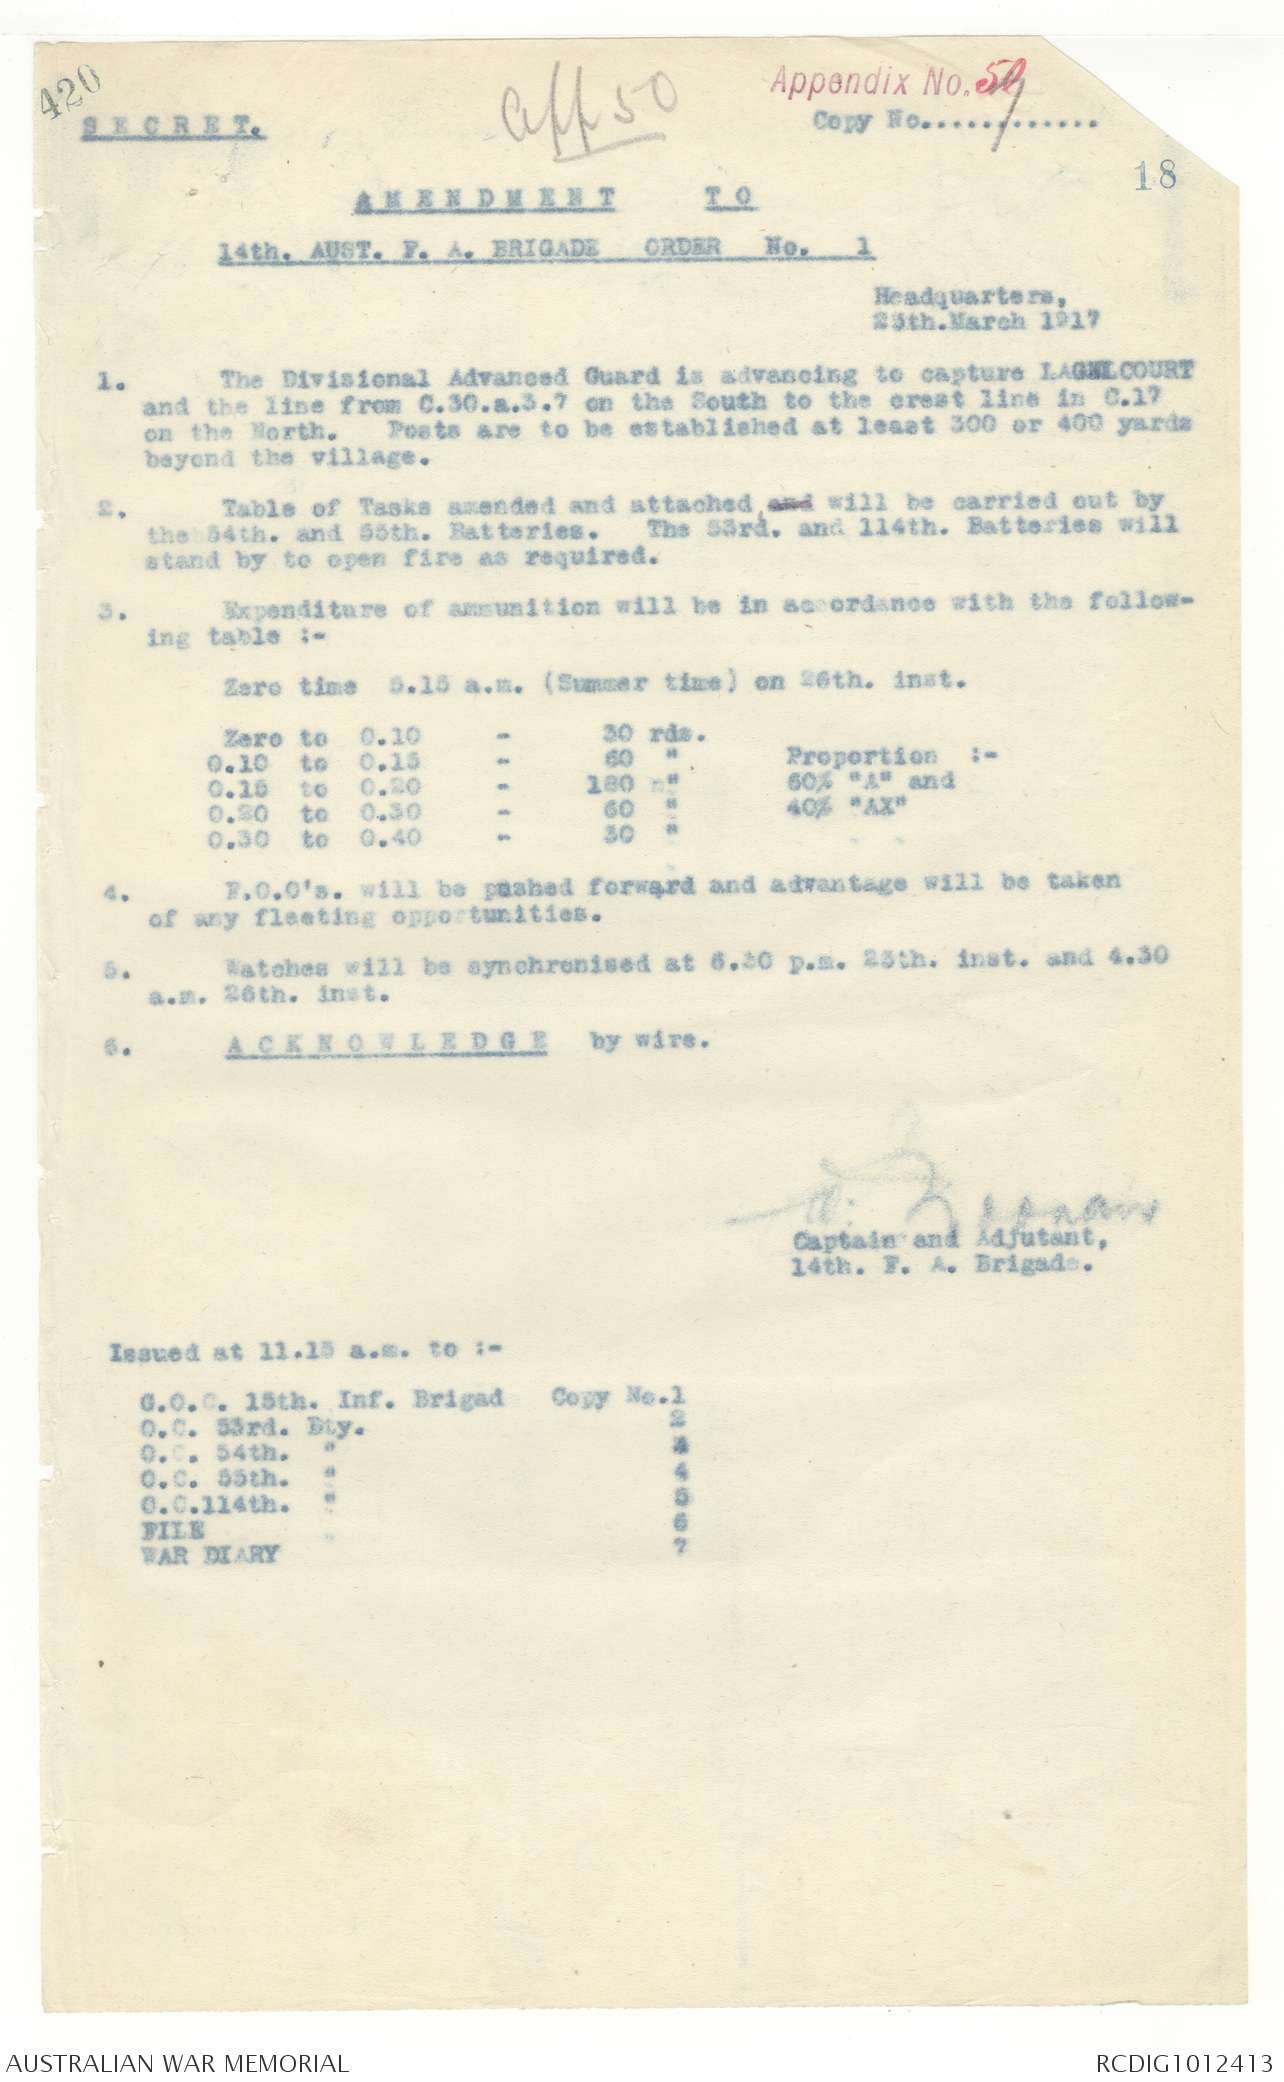 420
SECRET.
App 50
Appendix No. 50
Copy No.....7.......
18
AMENDMENT TO
14th. AUST. F. A. BRIGADE ORDER No. 1
Headquarters,
25th.March 1917
1. The Divisional Advanced Guard is advancing to capture LAGNICOURT
and the line from C.30.a.3.7 on the South to the crest line in C.17
on the North. Posts are to be established at least 300 or 400 yards
beyond the village.
2. Table of Tasks amended and attached, and will be carried out by
the 54th. and 55th. Batteries. The 53rd. and 114th. Batteries will
stand by to open fire as required.
3. Expenditure of ammunition will be in accordance with the follow-
ing table :-
Zero time 5.15 a.m. (Summer time) on 26th. inst.
Zero to 0.10 - 30 rds.
0.10 to 0.15 - 60 " Proportion :-
0.15 to 0.20 - 180 " 60% "A" and
0.20 to 0.30 - 60 " 40% "AX"
0.30 to 0.40 - 30 "
4. F.O.O's. will be pushed forward and advantage will be taken
of any fleeting opportunities.
5. Watches will be synchronised at 6.30 p.m. 25th. inst. and 4.30
a.m. 26th. inst.
6. ACKNOWLEDGE by wire.
Captain and Adjutant,
14th. F. A. Brigade.
Issued at 11.15 a.m. to :-
G.O.C. 15th. Inf. Brigad Copy No.1
O.C. 53rd. Bty. 2
O.C. 54th. " 3
O.C. 55th. " 4
O.C.114th. " 5
FILE 6
WAR DIARY 7
AUSTRALIAN WAR MEMORIAL
RCDIG1012413